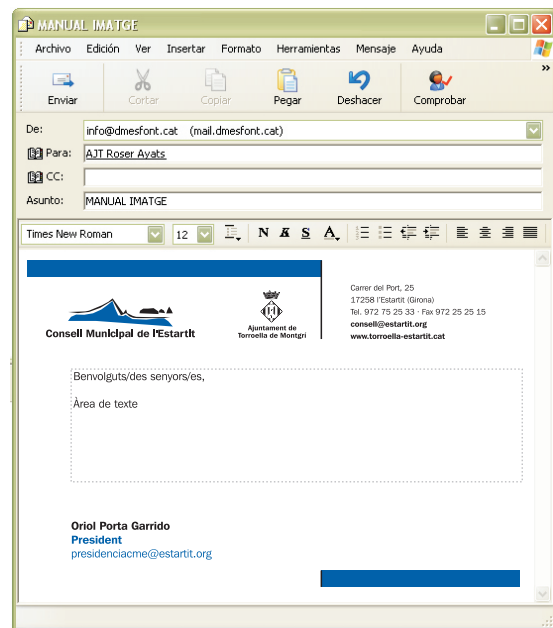 MANUAL IMATGE
Archivo Edición Ver Insertar Formato Herramientas Mensaje Ayuda
Enviar Cortar Copiar Pegar Deshacer Comprobar »
De: info@dmesfont.cat (mail.dmesfont.cat)
Para: AJT Roser Ayats
CC:
Asunto: MANUAL IMATGE
Times New Roman 12 N K S A
Consell Municipal de l'Estartit
Ajuntament de
Torroella de Montgrí
Carrer del Port, 25
17258 l'Estartit (Girona)
Tel. 972 75 25 33 · Fax 972 25 25 15
consell@estartit.org
www.torroella-estartit.cat
Benvolguts/des senyors/es,
Àrea de texte
Oriol Porta Garrido
President
presidenciacme@estartit.org